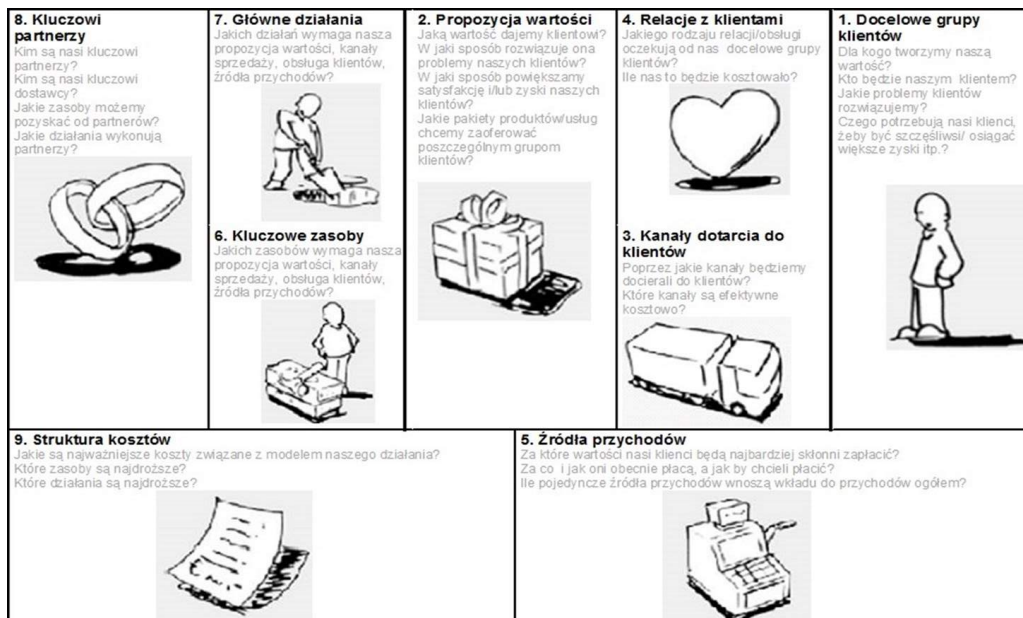 8. Kluczowi
partnerzy
Kim są nasi kluczowi
partnerzy?
Kim są nasi kluczowi
dostawcy?
Jakie zasoby możemy
pozyskać od partnerów?
Jakie działania wykonują
partnerzy?
7. Główne działania
Jakich działań wymaga nasza
propozycja wartości, kanały
sprzedaży, obsługa klientów,
źródła przychodów?
6. Kluczowe zasoby
Jakich zasobów wymaga nasza
propozycja wartości, kanały
sprzedaży, obsługa klientów,
źródła przychodów?
2. Propozycja wartości
Jaką wartość dajemy klientowi?
W jaki sposób rozwiązuje ona
problemy naszych klientów?
W jaki sposób powiększamy
satysfakcję i/lub zyski naszych
klientów?
Jakie pakiety produktów/usług
chcemy zaoferować
poszczególnym grupom
klientów?
4. Relacje z klientami
Jakiego rodzaju relacji/obsługi
oczekują od nas docelowe grupy
klientów?
Ile nas to będzie kosztowało?
3. Kanały dotarcia do
klientów
Poprzez jakie kanały będziemy
docierali do klientów?
Które kanały są efektywne
kosztowo?
1. Docelowe grupy
klientów
Dla kogo tworzymy naszą
wartość?
Kto będzie naszym klientem?
Jakie problemy klientów
rozwiązujemy?
Czego potrzebują nasi klienci,
żeby być szczęśliwsi/ osiągać
większe zyski itp.?
9. Struktura kosztów
Jakie są najważniejsze koszty związane z modelem naszego działania?
Które zasoby są najdroższe?
Które działania są najdroższe?
5. Źródła przychodów
Za które wartości nasi klienci będą najbardziej skłonni zapłacić?
Za co i jak oni obecnie płacą, a jak by chcieli płacić?
Ile pojedyncze źródła przychodów wnoszą wkładu do przychodów ogółem?